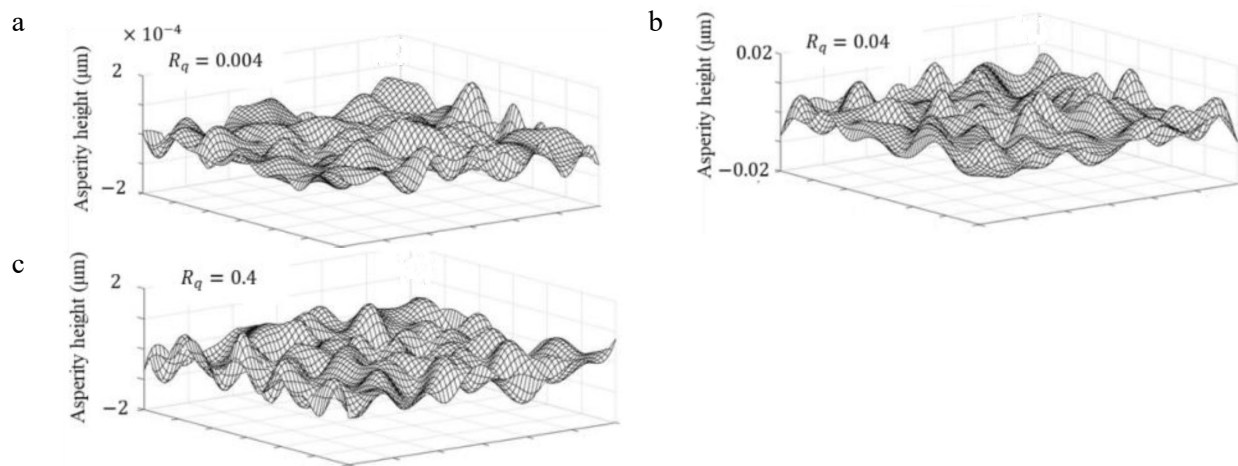 a
× 10⁻⁴
R_q = 0.004
2
−2
Asperity height (μm)
b
R_q = 0.04
0.02
−0.02
Asperity height (μm)
c
R_q = 0.4
2
−2
Asperity height (μm)